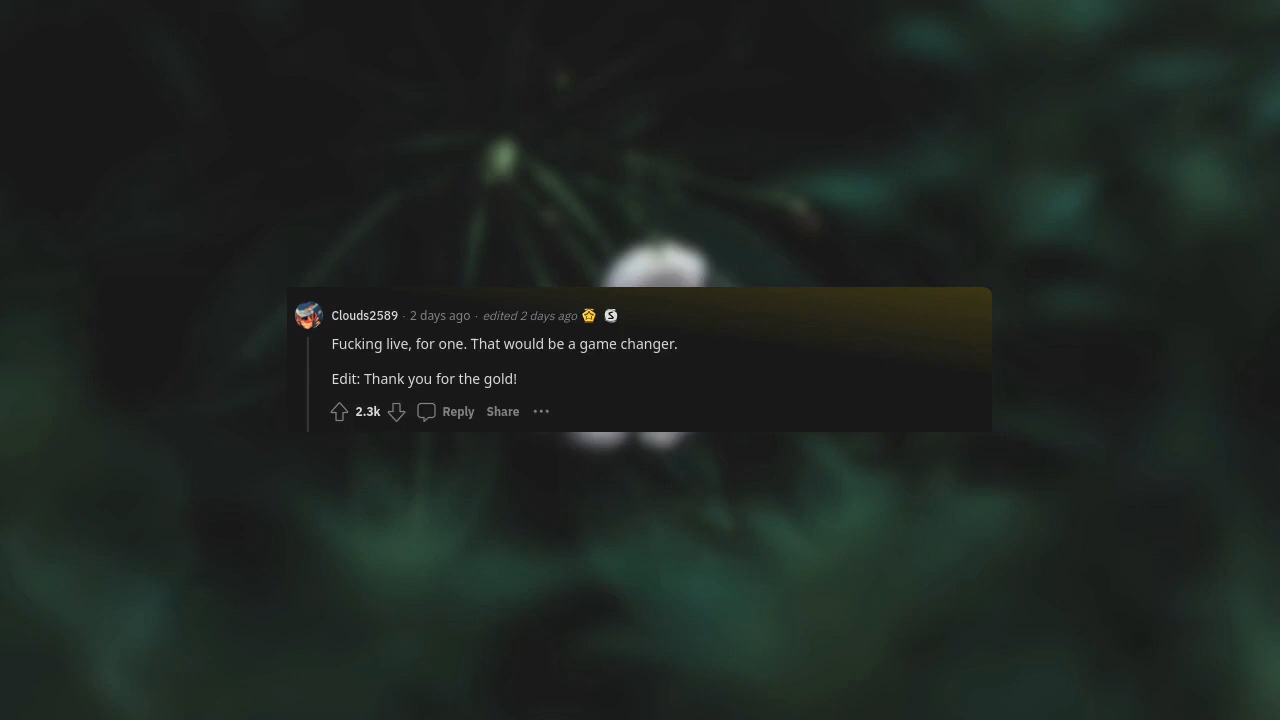 Clouds2589 · 2 days ago · edited 2 days ago S
Fucking live, for one. That would be a game changer.
Edit: Thank you for the gold!
2.3k Reply Share ···